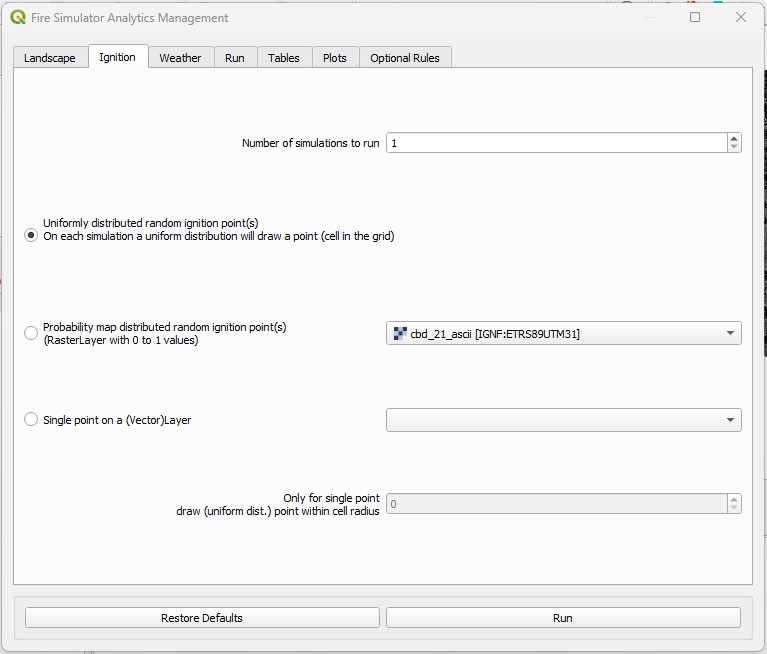 Fire Simulator Analytics Management
Landscape
Ignition
Weather
Run
Tables
Plots
Optional Rules
Number of simulations to run
1
Uniformly distributed random ignition point(s)
On each simulation a uniform distribution will draw a point (cell in the grid)
Probability map distributed random ignition point(s)
(RasterLayer with 0 to 1 values)
cbd_21_ascii [IGNF:ETRS89UTM31]
Single point on a (Vector)Layer
Only for single point
draw (uniform dist.) point within cell radius
0
Restore Defaults
Run